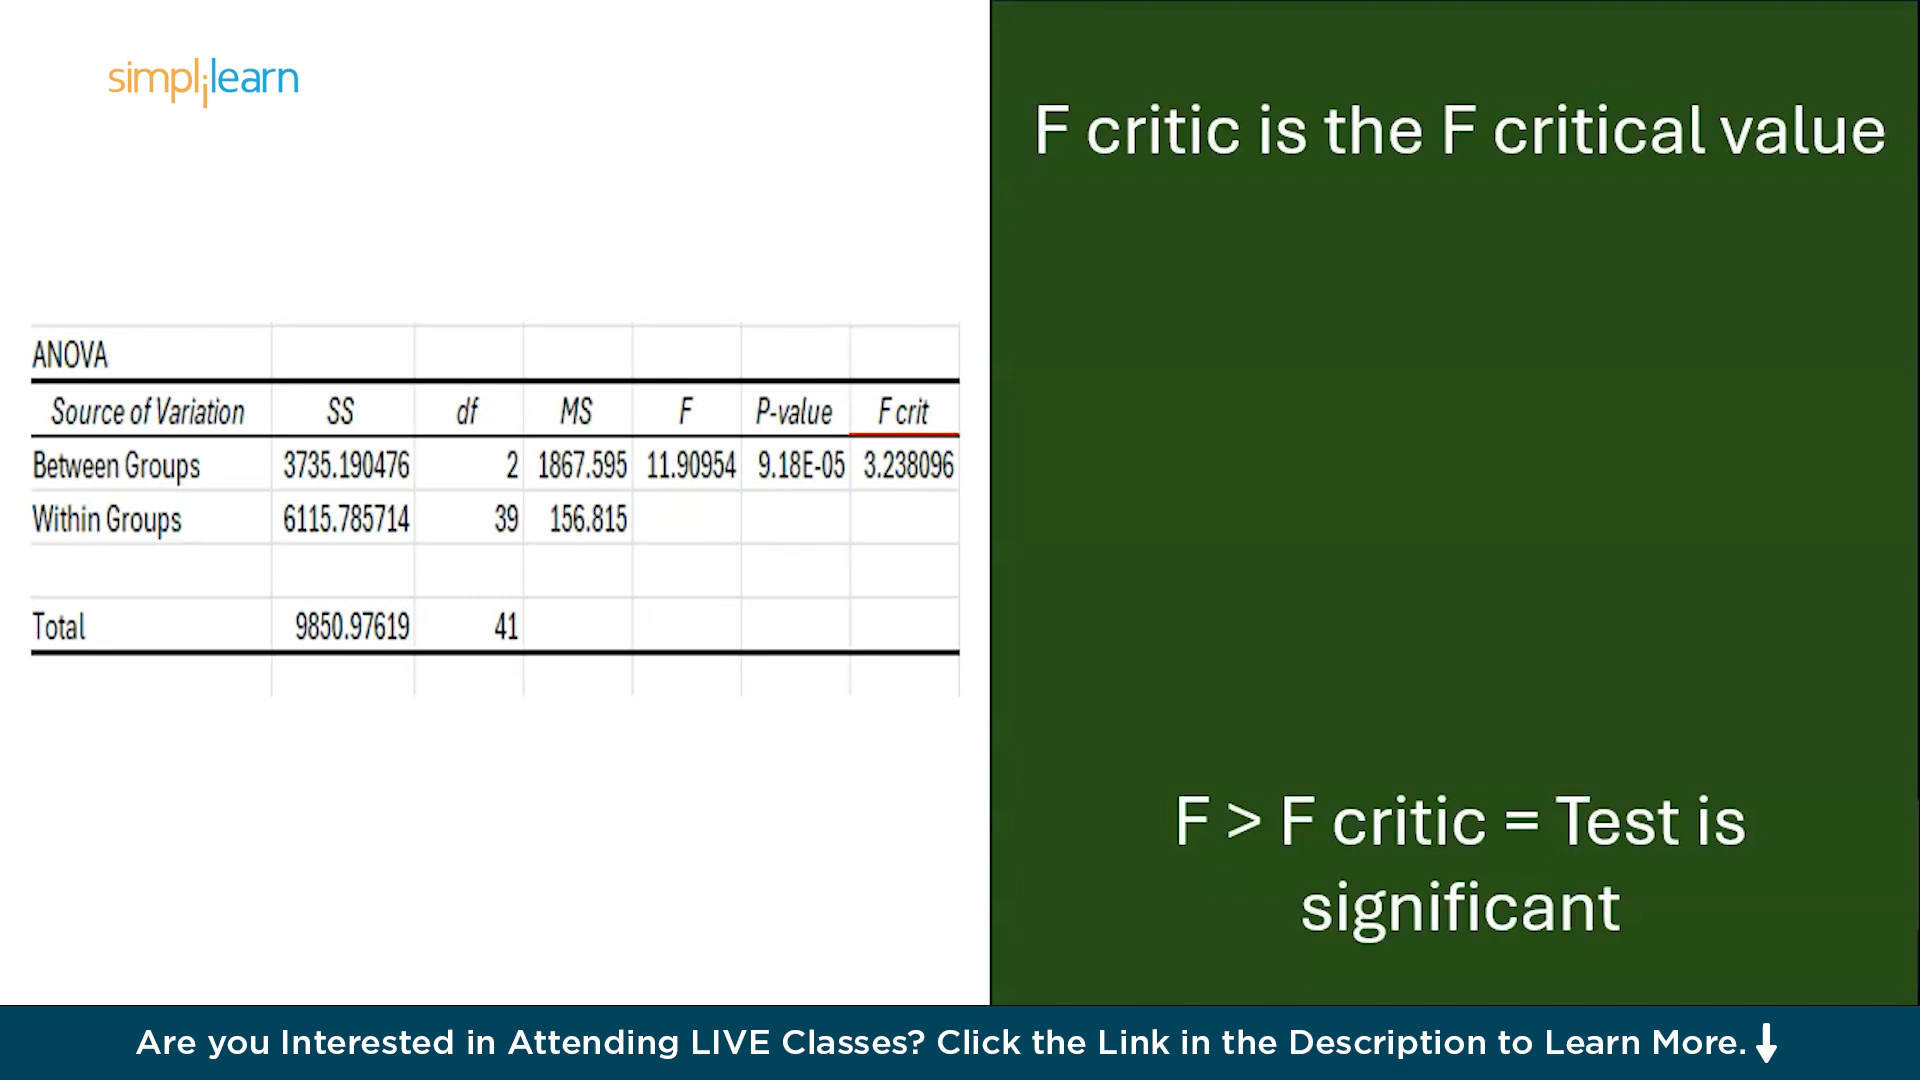 simplilearn
F critic is the F critical value
ANOVA
Source of Variation SS df MS F P-value F crit
Between Groups 3735.190476 2 1867.595 11.90954 9.18E-05 3.238096
Within Groups 6115.785714 39 156.815
Total 9850.97619 41
F > F critic = Test is
significant
Are you Interested in Attending LIVE Classes? Click the Link in the Description to Learn More.